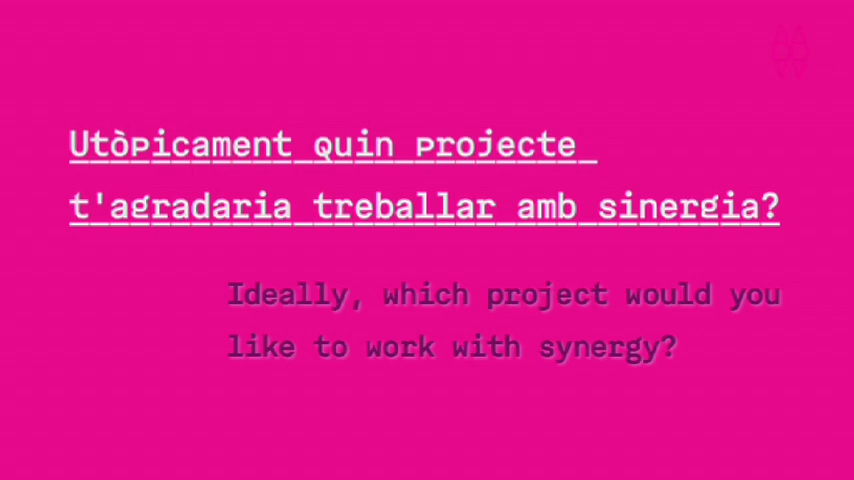 Utòpicament quin projecte
t'agradaria treballar amb sinergia?
Ideally, which project would you
like to work with synergy?